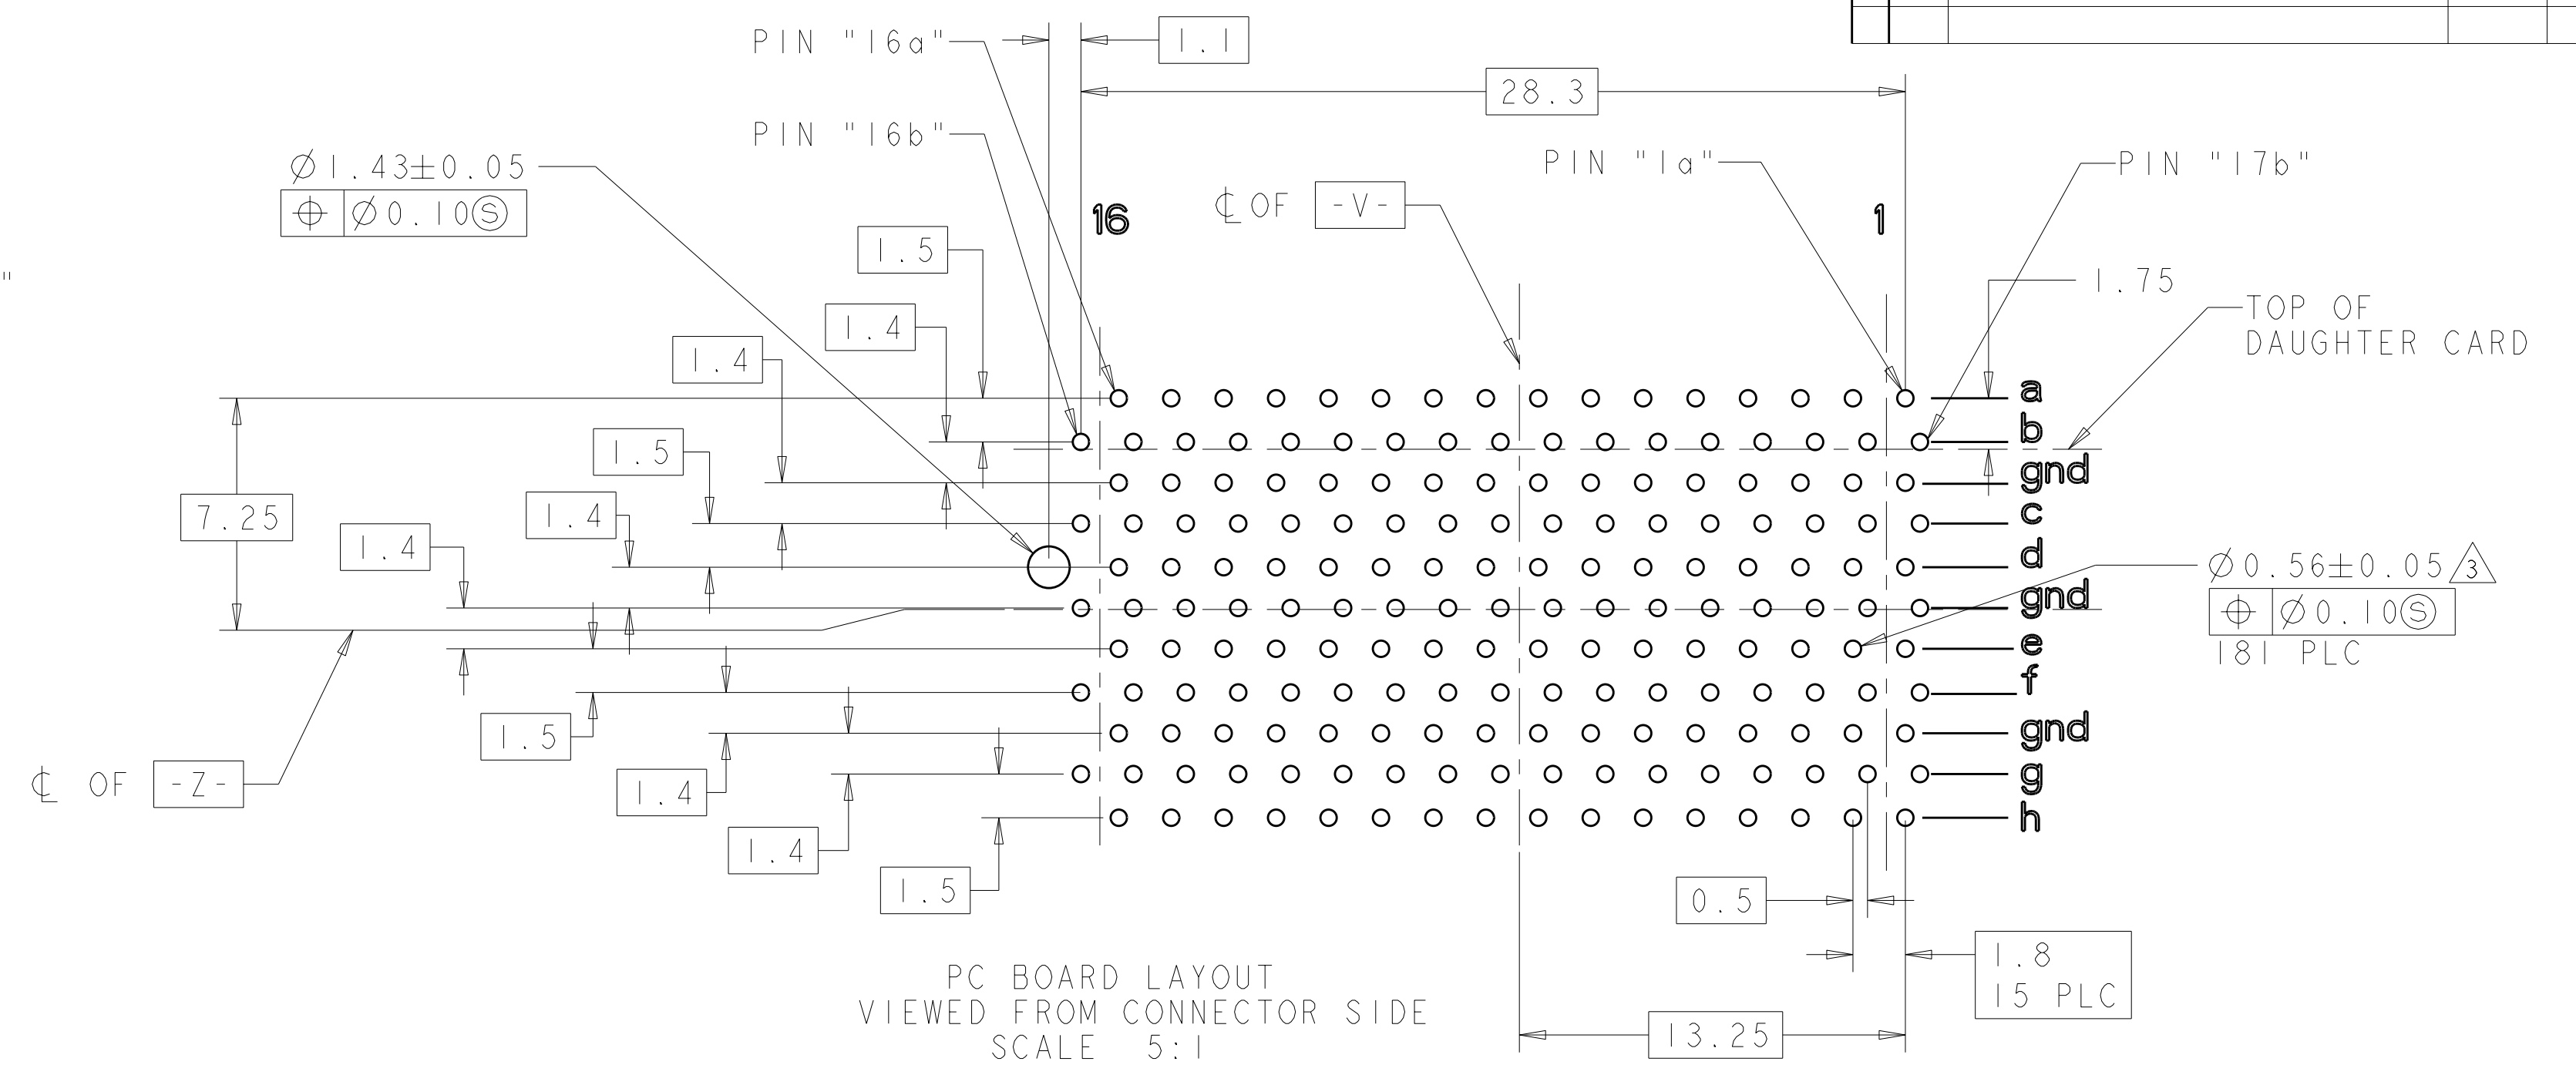 PIN "16a"
1.1
28.3
PIN "16b"
PIN "1a"
PIN "17b"
Ø1.43±0.05
⌖ Ø0.10Ⓢ
16
℄ OF -V-
1
1.5
"
1.75
TOP OF
DAUGHTER CARD
1.4
1.4
a
b
1.5
gnd
7.25
1.4
c
1.4
d
Ø0.56±0.05 3
gnd
⌖ Ø0.10Ⓢ
181 PLC
e
f
1.5
gnd
℄ OF -Z-
g
1.4
h
1.4
1.5
0.5
1.8
15 PLC
PC BOARD LAYOUT
VIEWED FROM CONNECTOR SIDE
SCALE 5:1
13.25